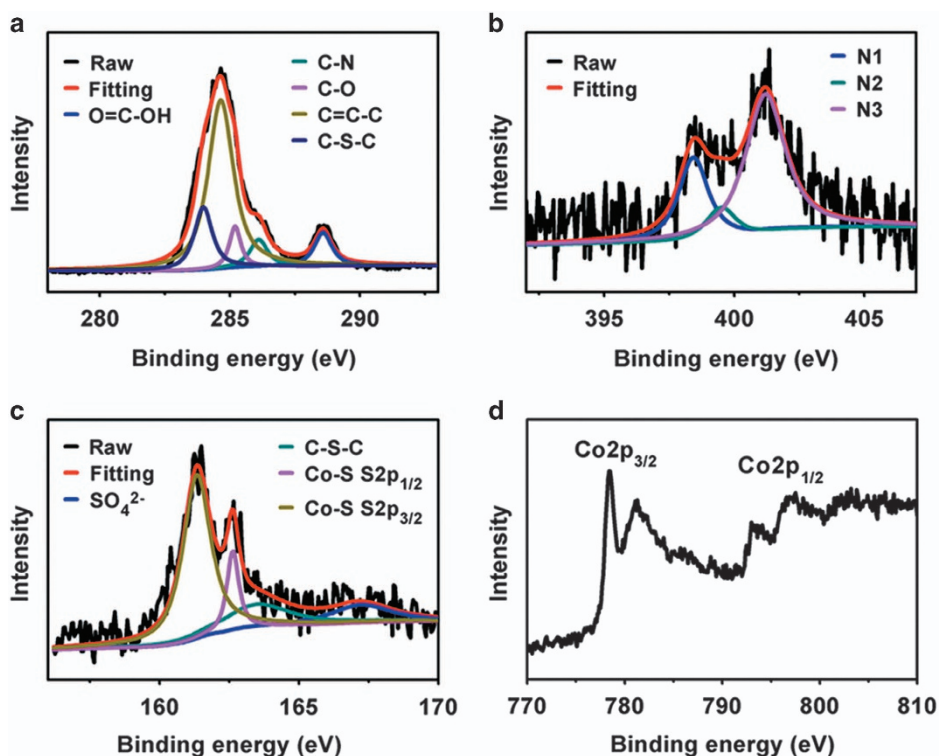 a
Raw
Fitting
O=C-OH
C-N
C-O
C=C-C
C-S-C
Intensity
280 285 290
Binding energy (eV)
b
Raw
Fitting
N1
N2
N3
Intensity
395 400 405
Binding energy (eV)
c
Raw
Fitting
SO₄²⁻
C-S-C
Co-S S2p₁/₂
Co-S S2p₃/₂
Intensity
160 165 170
Binding energy (eV)
d
Co2p₃/₂
Co2p₁/₂
Intensity
770 780 790 800 810
Binding energy (eV)